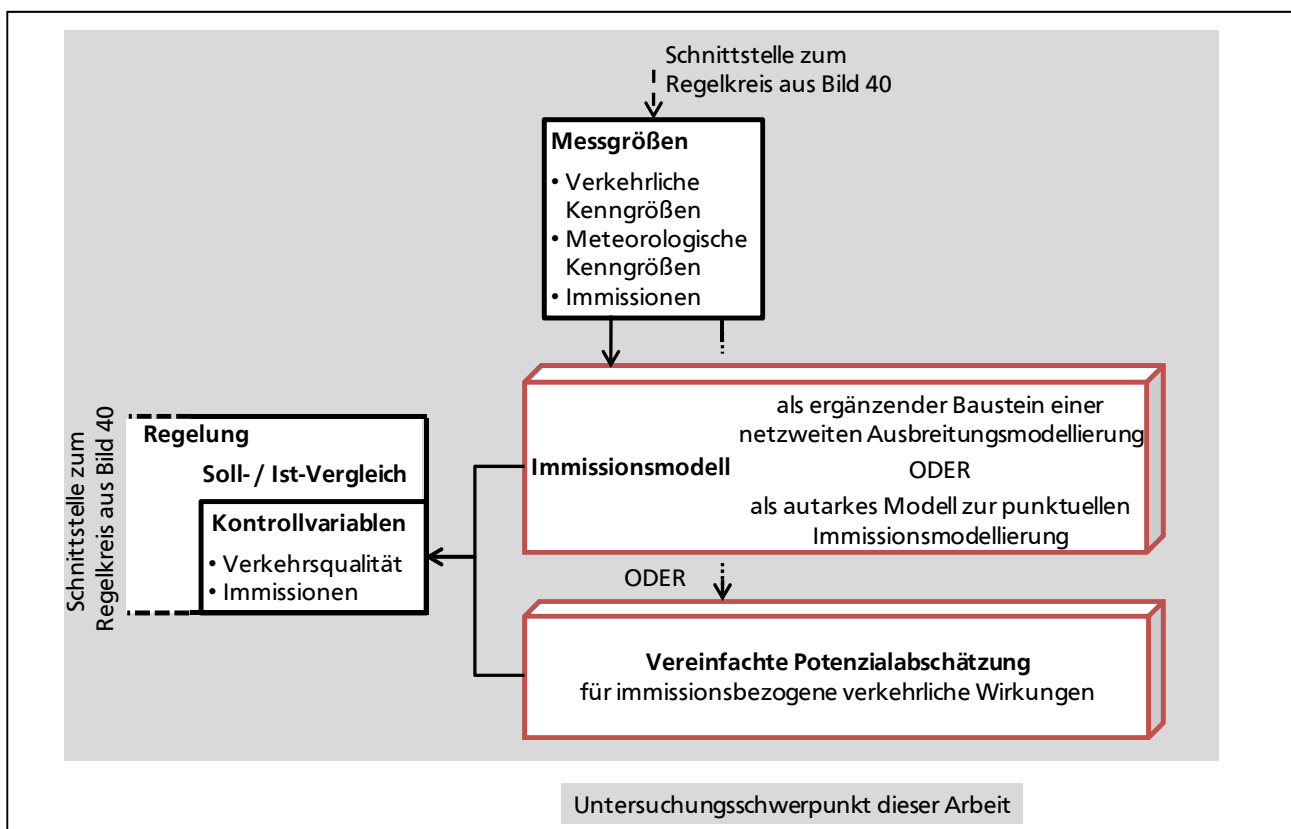 Schnittstelle zum
Regelkreis aus Bild 40
Messgrößen
• Verkehrliche
Kenngrößen
• Meteorologische
Kenngrößen
• Immissionen
Schnittstelle zum
Regelkreis aus Bild 40
Regelung
Soll- / Ist-Vergleich
Kontrollvariablen
• Verkehrsqualität
• Immissionen
Immissionsmodell
als ergänzender Baustein einer
netzweiten Ausbreitungsmodellierung
ODER
als autarkes Modell zur punktuellen
Immissionsmodellierung
ODER
Vereinfachte Potenzialabschätzung
für immissionsbezogene verkehrliche Wirkungen
Untersuchungsschwerpunkt dieser Arbeit